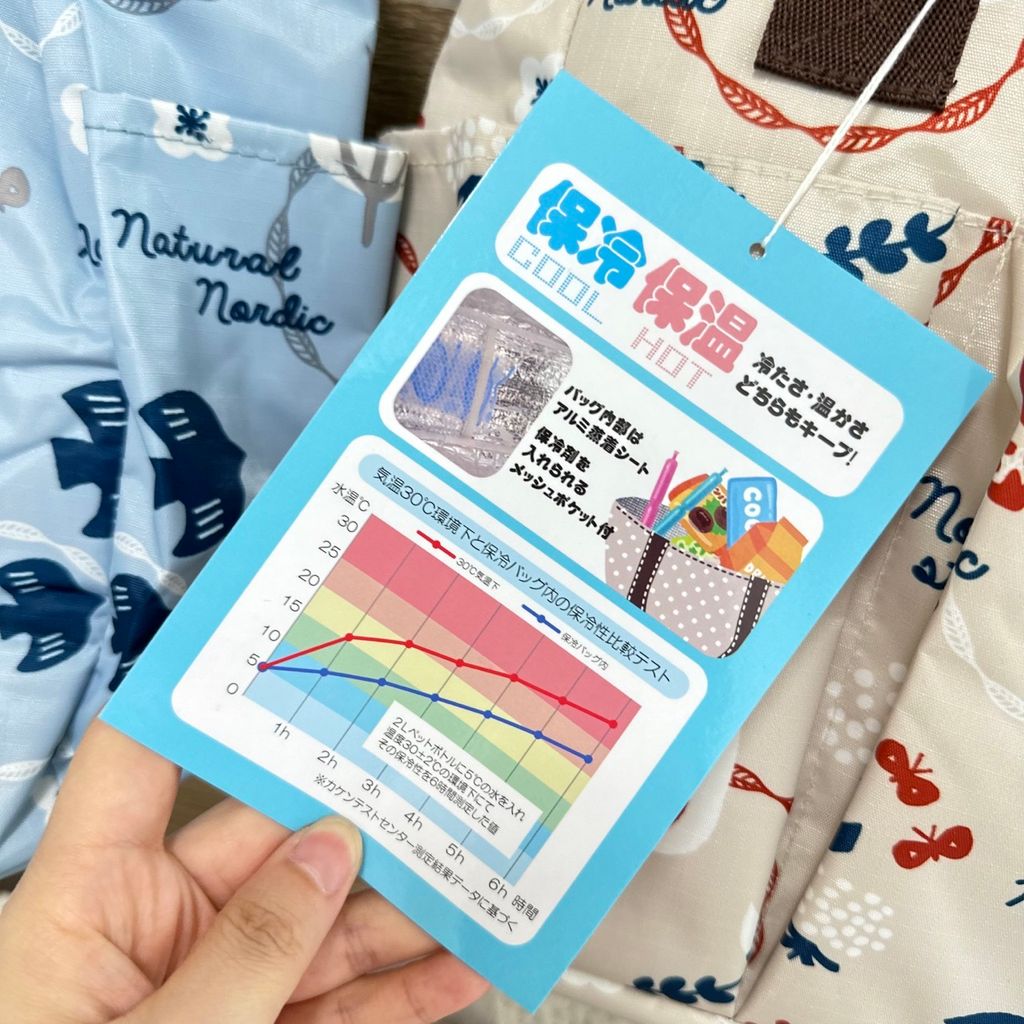 Natural
Nordic
保冷
COOL
保温
HOT
冷たさ・温かさ
どちらもキープ!
バッグ内部は
アルミ蒸着シート
保冷剤を
入れられる
メッシュポケット付
気温30℃環境下と保冷バッグ内の保冷性比較テスト
水温℃
30℃気温下
保冷バッグ内
30
25
20
15
10
5
0
1h
2h
3h
4h
5h
6h 時間
2Lペットボトルに5℃の水を入れ
温度30±2℃の環境下にて
その保冷性を6時間測定した値
※カケンテストセンター測定結果データに基づく